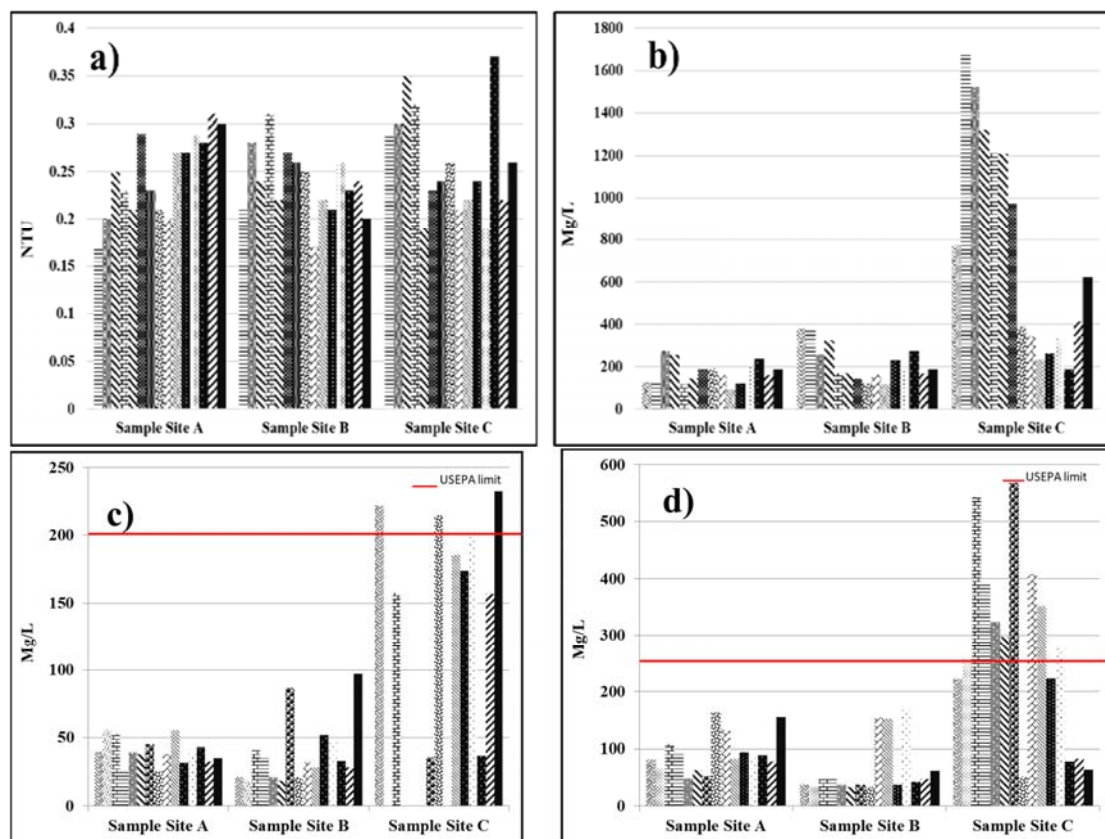 a)
NTU
0.4
0.35
0.3
0.25
0.2
0.15
0.1
0.05
0
Sample Site A Sample Site B Sample Site C
b)
Mg/L
1800
1600
1400
1200
1000
800
600
400
200
0
Sample Site A Sample Site B Sample Site C
c)
USEPA limit
Mg/L
250
200
150
100
50
0
Sample Site A Sample Site B Sample Site C
d)
USEPA limit
Mg/L
600
500
400
300
200
100
0
Sample Site A Sample Site B Sample Site C